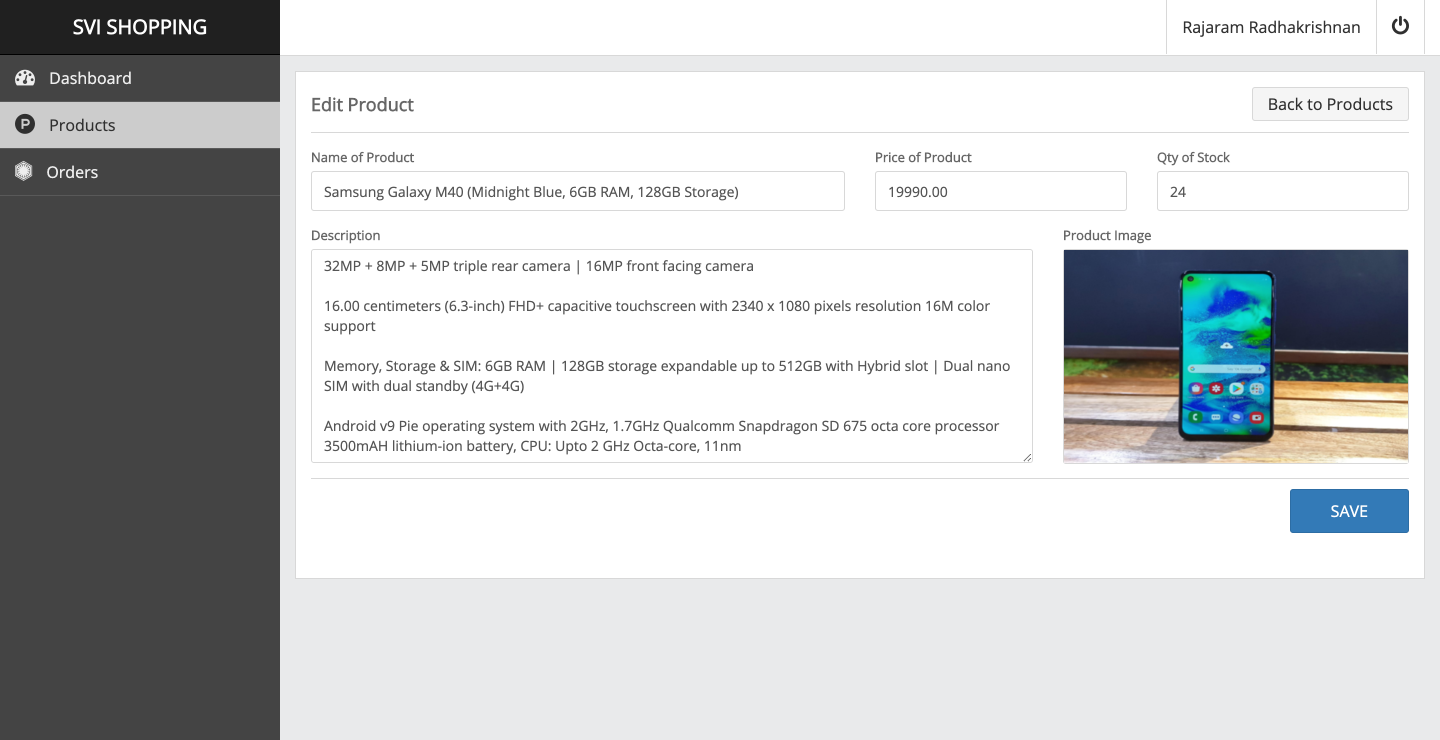 SVI SHOPPING
Rajaram Radhakrishnan
Dashboard
Products
Orders
Edit Product
Back to Products
Name of Product
Price of Product
Qty of Stock
Samsung Galaxy M40 (Midnight Blue, 6GB RAM, 128GB Storage)
19990.00
24
Description
Product Image
32MP + 8MP + 5MP triple rear camera | 16MP front facing camera
16.00 centimeters (6.3-inch) FHD+ capacitive touchscreen with 2340 x 1080 pixels resolution 16M color
support
Memory, Storage & SIM: 6GB RAM | 128GB storage expandable up to 512GB with Hybrid slot | Dual nano
SIM with dual standby (4G+4G)
Android v9 Pie operating system with 2GHz, 1.7GHz Qualcomm Snapdragon SD 675 octa core processor
3500mAH lithium-ion battery, CPU: Upto 2 GHz Octa-core, 11nm
SAVE